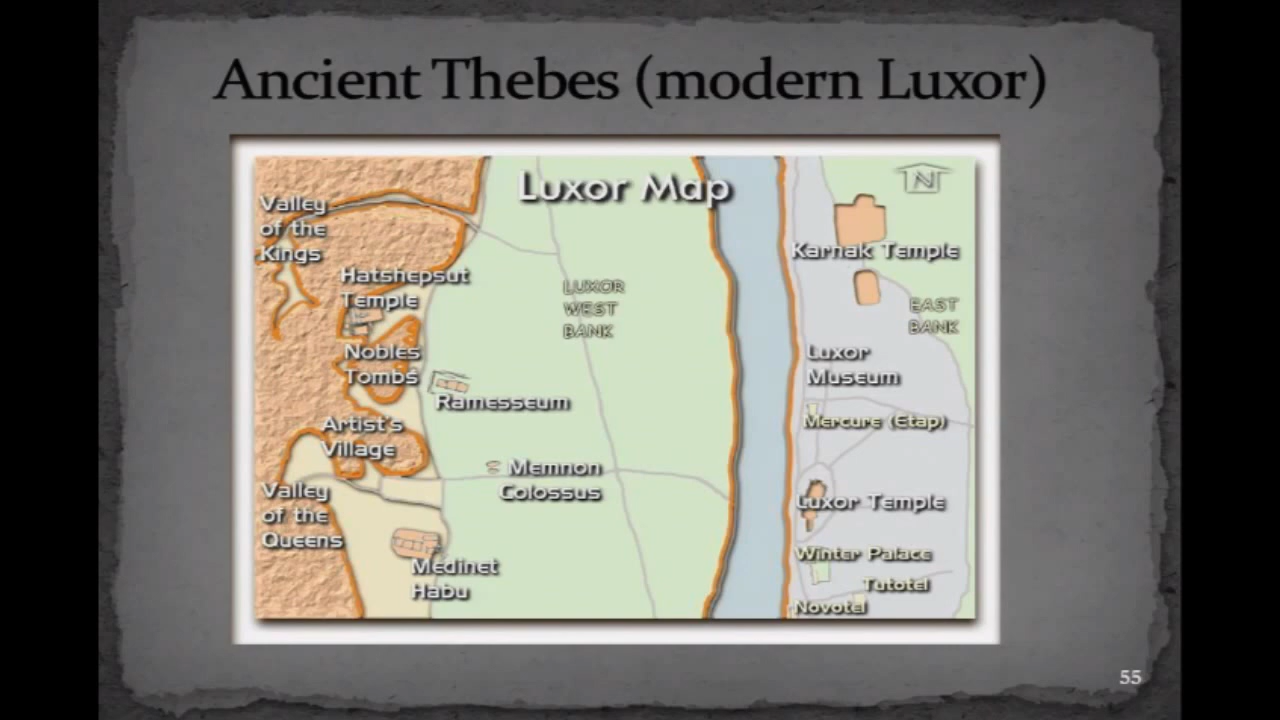 Ancient Thebes (modern Luxor)
Luxor Map
N
Valley
of the
Kings
Karnak Temple
Hatshepsut
Temple
LUXOR
WEST
BANK
EAST
BANK
Nobles
Tombs
Luxor
Museum
Ramesseum
Mercure (Etap)
Artist's
Village
Memnon
Colossus
Valley
of the
Queens
Luxor Temple
Medinet
Habu
Winter Palace
Tutotel
Novotel
55